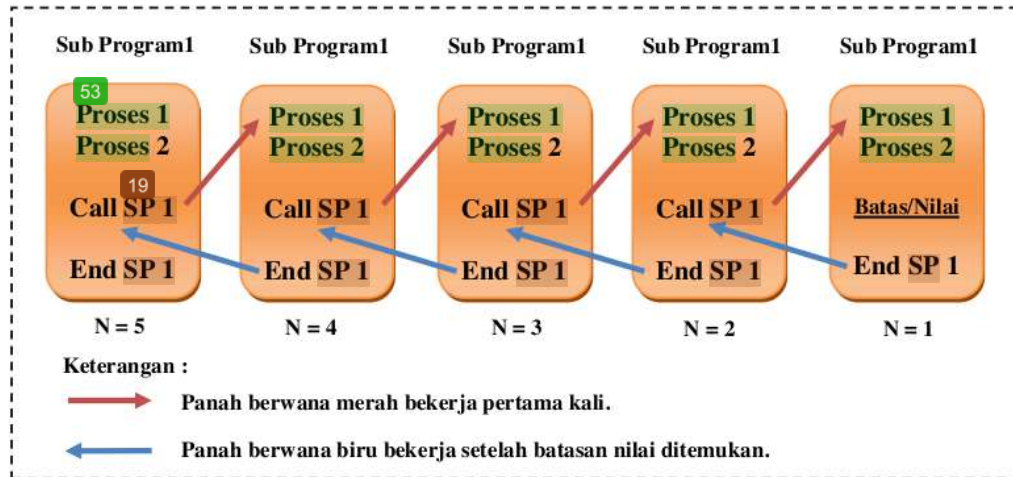 Sub Program1 Sub Program1 Sub Program1 Sub Program1 Sub Program1
53
Proses 1 Proses 1 Proses 1 Proses 1 Proses 1
Proses 2 Proses 2 Proses 2 Proses 2 Proses 2
19
Call SP 1 Call SP 1 Call SP 1 Call SP 1 Batas/Nilai
End SP 1 End SP 1 End SP 1 End SP 1 End SP 1
N = 5 N = 4 N = 3 N = 2 N = 1
Keterangan :
Panah berwana merah bekerja pertama kali.
Panah berwana biru bekerja setelah batasan nilai ditemukan.